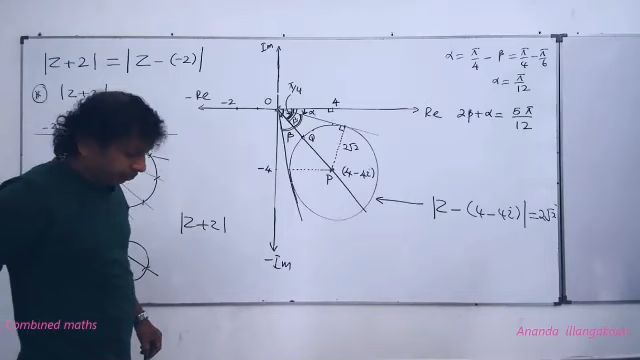 |Z+2| = |Z-(-2)|
* |Z+2|
-2
|Z+2|
Im
π/4
-Re
-2
O
α
4
Re
β
β
Q
2√2
-4
P
(4-4i)
-Im
α = π/4 - β = π/4 - π/6
α = π/12
2β+α = 5π/12
|Z-(4-4i)| = 2√2
Combined maths
Ananda illangakoon